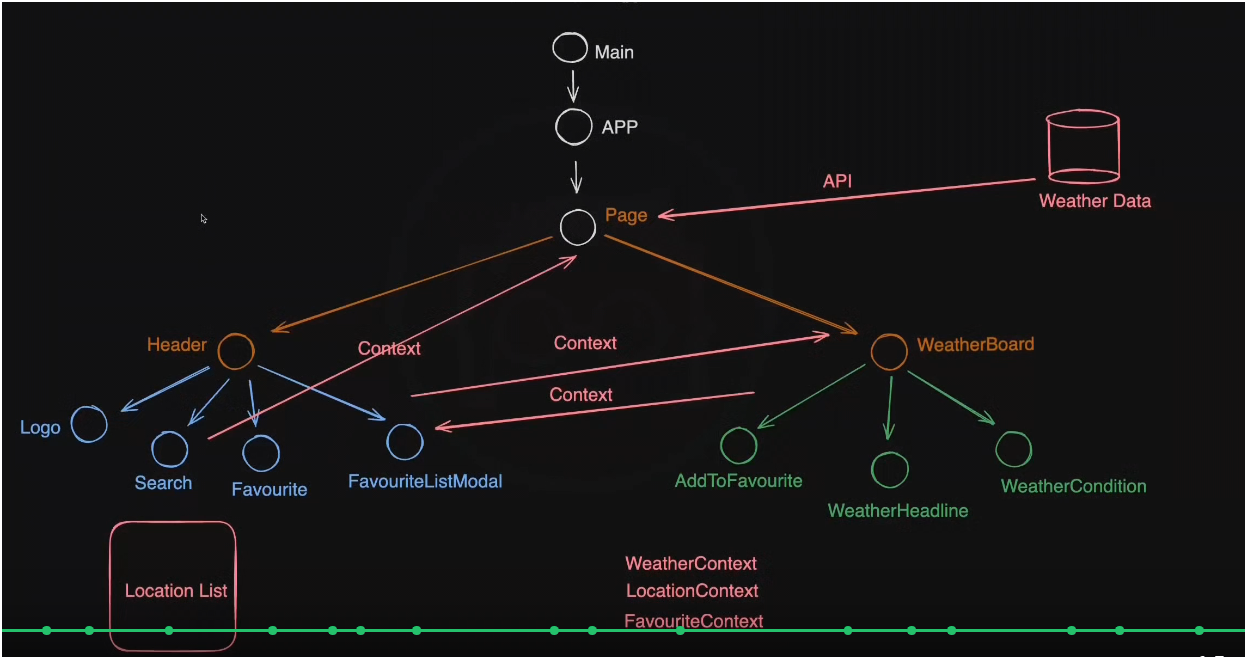 Main
APP
API
Weather Data
Page
Header
Context
Context
WeatherBoard
Context
Logo
Search
Favourite
FavouriteListModal
AddToFavourite
WeatherHeadline
WeatherCondition
Location List
WeatherContext
LocationContext
FavouriteContext